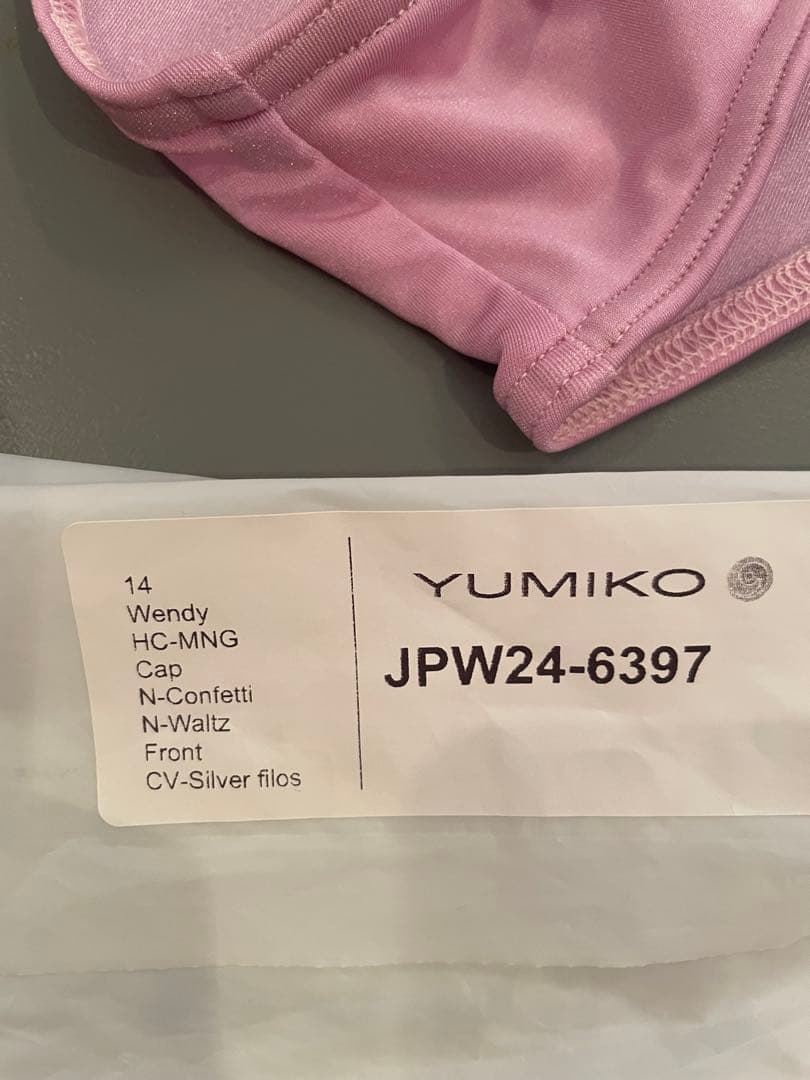 14
Wendy
HC-MNG
Cap
N-Confetti
N-Waltz
Front
CV-Silver filos
YUMIKO
JPW24-6397